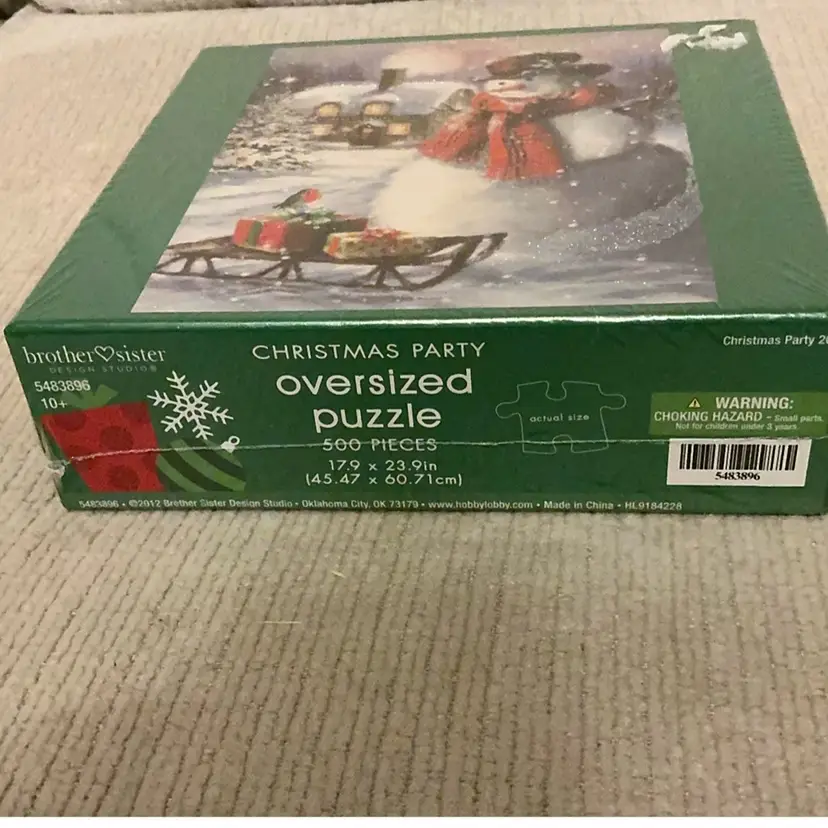 brother♡sister
DESIGN STUDIO®
5483896
10+
CHRISTMAS PARTY
oversized
puzzle
500 PIECES
17.9 x 23.9in
(45.47 x 60.71cm)
actual size
Christmas Party
⚠ WARNING:
CHOKING HAZARD - Small parts.
Not for children under 3 years.
5483896
5483896 • ©2012 Brother Sister Design Studio • Oklahoma City, OK 73179 • www.hobbylobby.com • Made in China • HL9184228